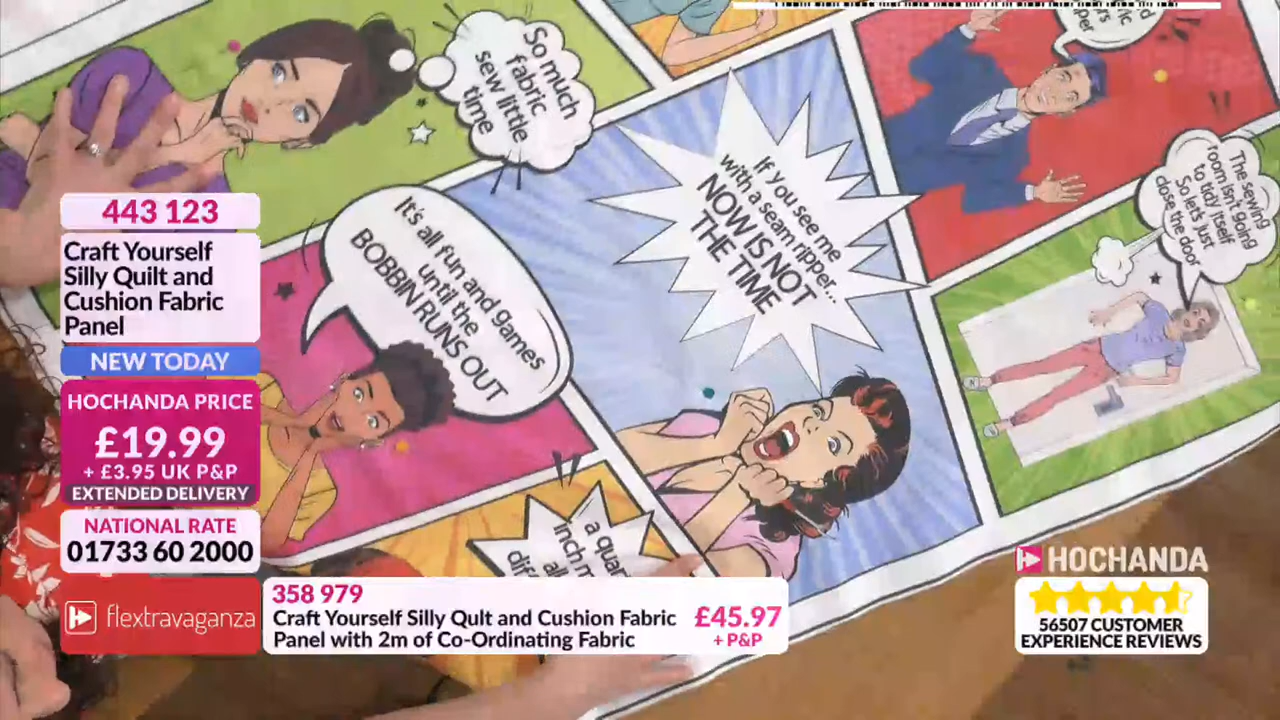 So much
fabric
sew little
time
If you see me
with a seam ripper...
NOW IS NOT
THE TIME
The sewing
room isn't going
to tidy itself
So let's just
close the door
It's all fun and games
until the
BOBBIN RUNS OUT
a quar
inch m
443 123
Craft Yourself
Silly Quilt and
Cushion Fabric
Panel
NEW TODAY
HOCHANDA PRICE
£19.99
+ £3.95 UK P&P
EXTENDED DELIVERY
NATIONAL RATE
01733 60 2000
flextravaganza
358 979
Craft Yourself Silly Qult and Cushion Fabric
Panel with 2m of Co-Ordinating Fabric
£45.97
+ P&P
HOCHANDA
56507 CUSTOMER
EXPERIENCE REVIEWS